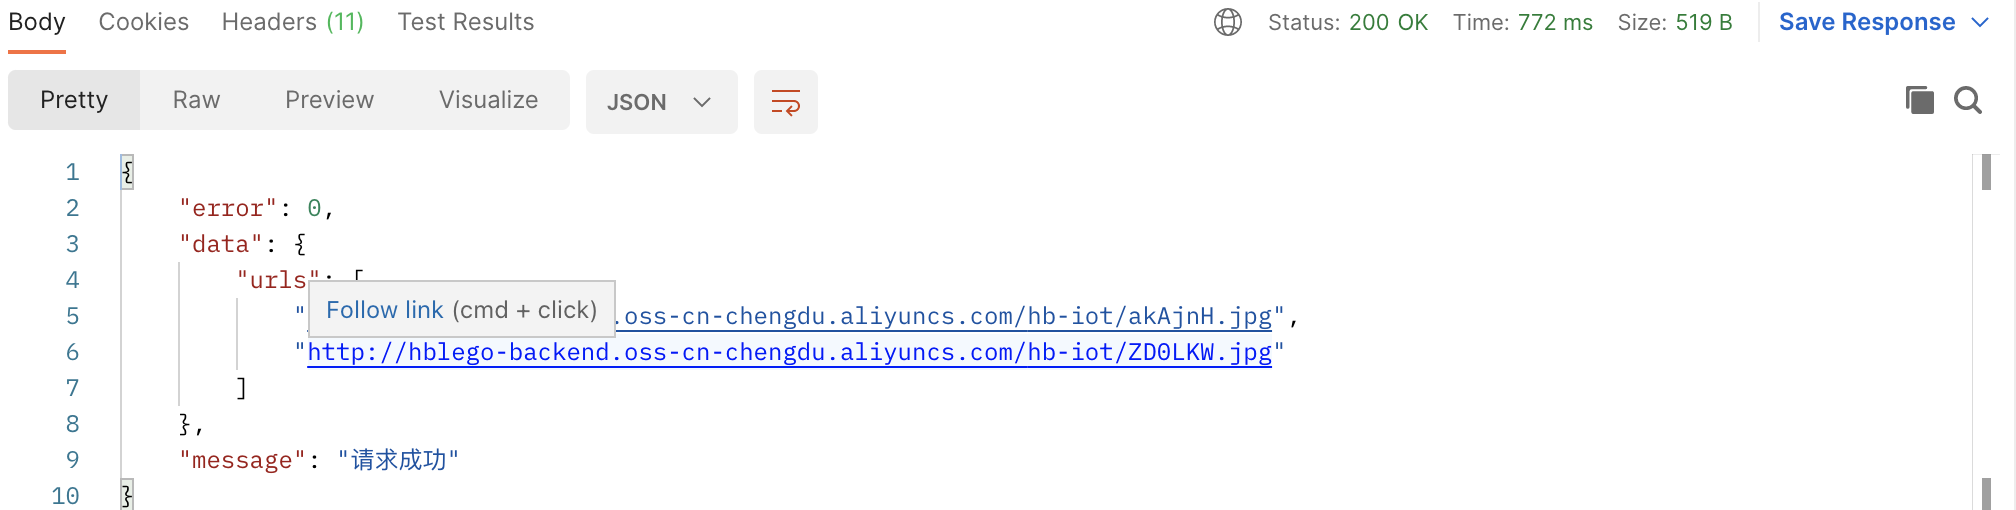 Body Cookies Headers (11) Test Results Status: 200 OK Time: 772 ms Size: 519 B Save Response
Pretty Raw Preview Visualize JSON
1 {
2 "error": 0,
3 "data": {
4 "urls": [
Follow link (cmd + click)
5 ".oss-cn-chengdu.aliyuncs.com/hb-iot/akAjnH.jpg",
6 "http://hblego-backend.oss-cn-chengdu.aliyuncs.com/hb-iot/ZD0LKW.jpg"
7 ]
8 },
9 "message": "请求成功"
10 }